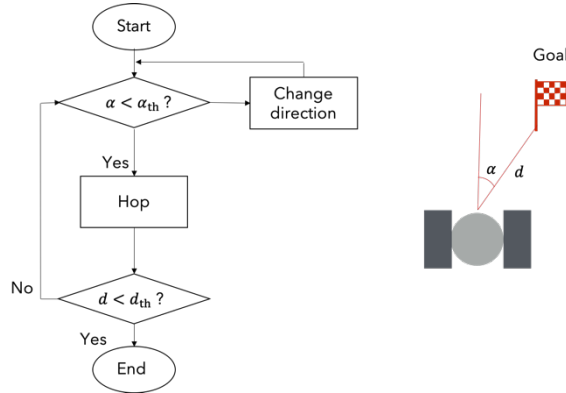 Start
α < α_th ?
Change
direction
Yes
Hop
No
d < d_th ?
Yes
End
Goal
α
d